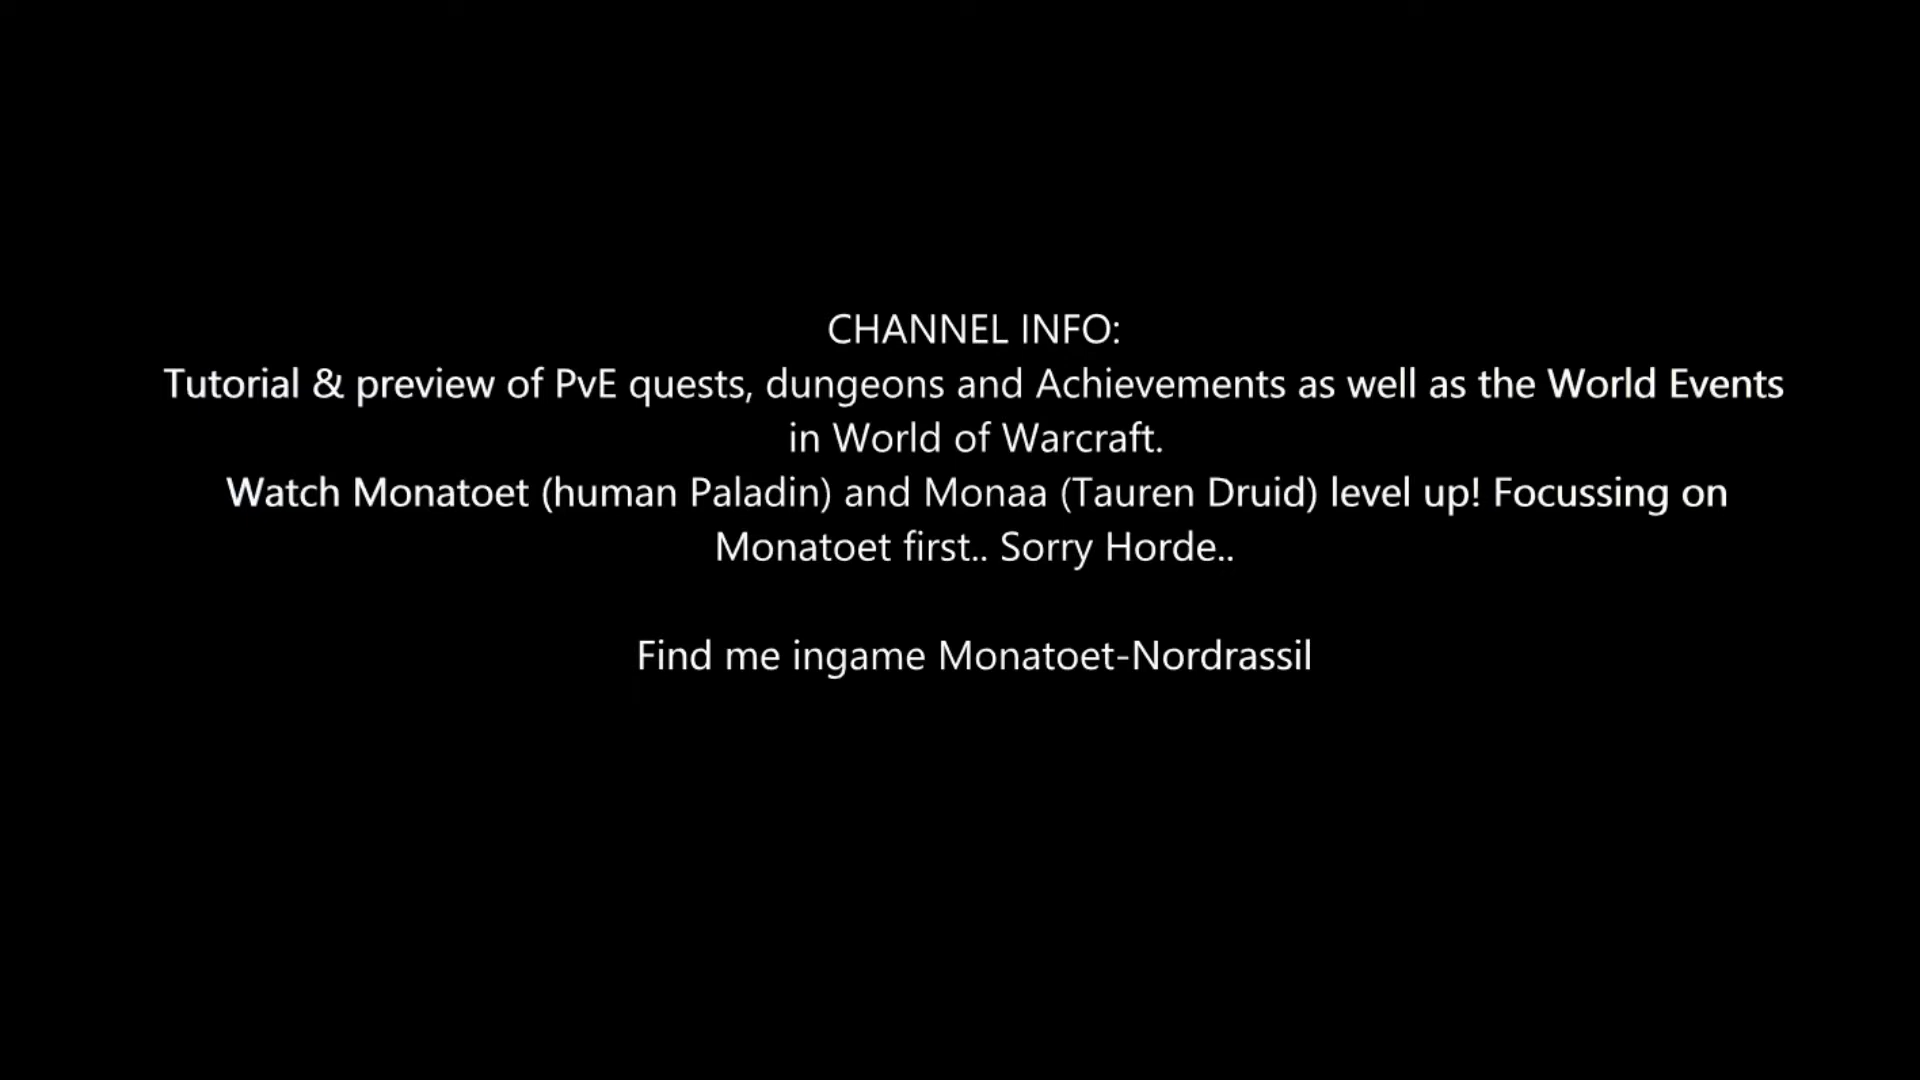 CHANNEL INFO:
Tutorial & preview of PvE quests, dungeons and Achievements as well as the World Events
in World of Warcraft.
Watch Monatoet (human Paladin) and Monaa (Tauren Druid) level up! Focussing on
Monatoet first.. Sorry Horde..
Find me ingame Monatoet-Nordrassil